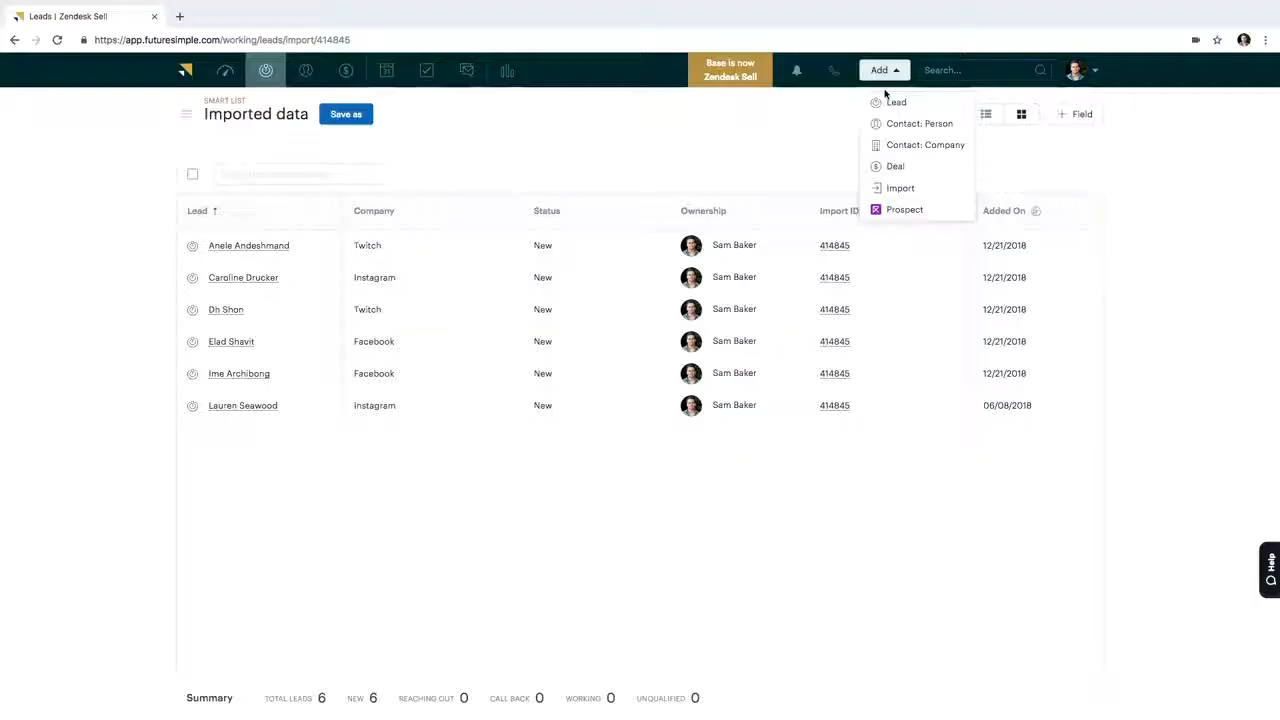 Leads | Zendesk Sell
https://app.futuresimple.com/working/leads/import/414845
31
Base is now
Zendesk Sell
Add
Search...
SMART LIST
Imported data
Save as
Lead
Contact: Person
Contact: Company
Deal
Import
Prospect
Field
Lead ↑ Company Status Ownership Import ID Added On
Anele Andeshmand Twitch New Sam Baker 414845 12/21/2018
Caroline Drucker Instagram New Sam Baker 414845 12/21/2018
Dh Shon Twitch New Sam Baker 414845 12/21/2018
Elad Shavit Facebook New Sam Baker 414845 12/21/2018
Ime Archibong Facebook New Sam Baker 414845 12/21/2018
Lauren Seawood Instagram New Sam Baker 414845 06/08/2018
Help
Summary TOTAL LEADS 6 NEW 6 REACHING OUT 0 CALL BACK 0 WORKING 0 UNQUALIFIED 0